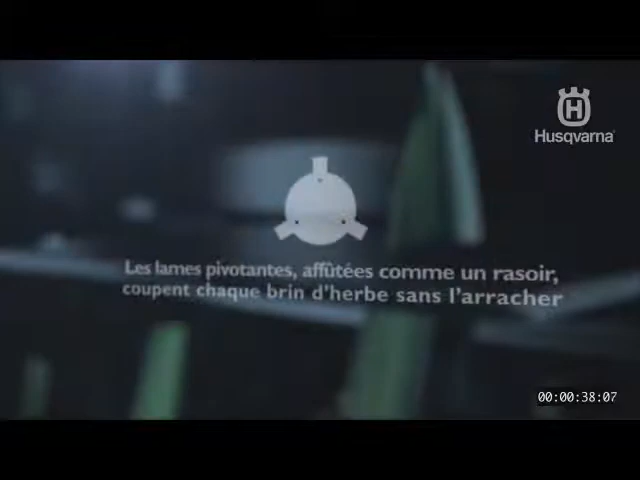 H
Husqvarna
Les lames pivotantes, affûtées comme un rasoir,
coupent chaque brin d'herbe sans l'arracher
00:00:38:07